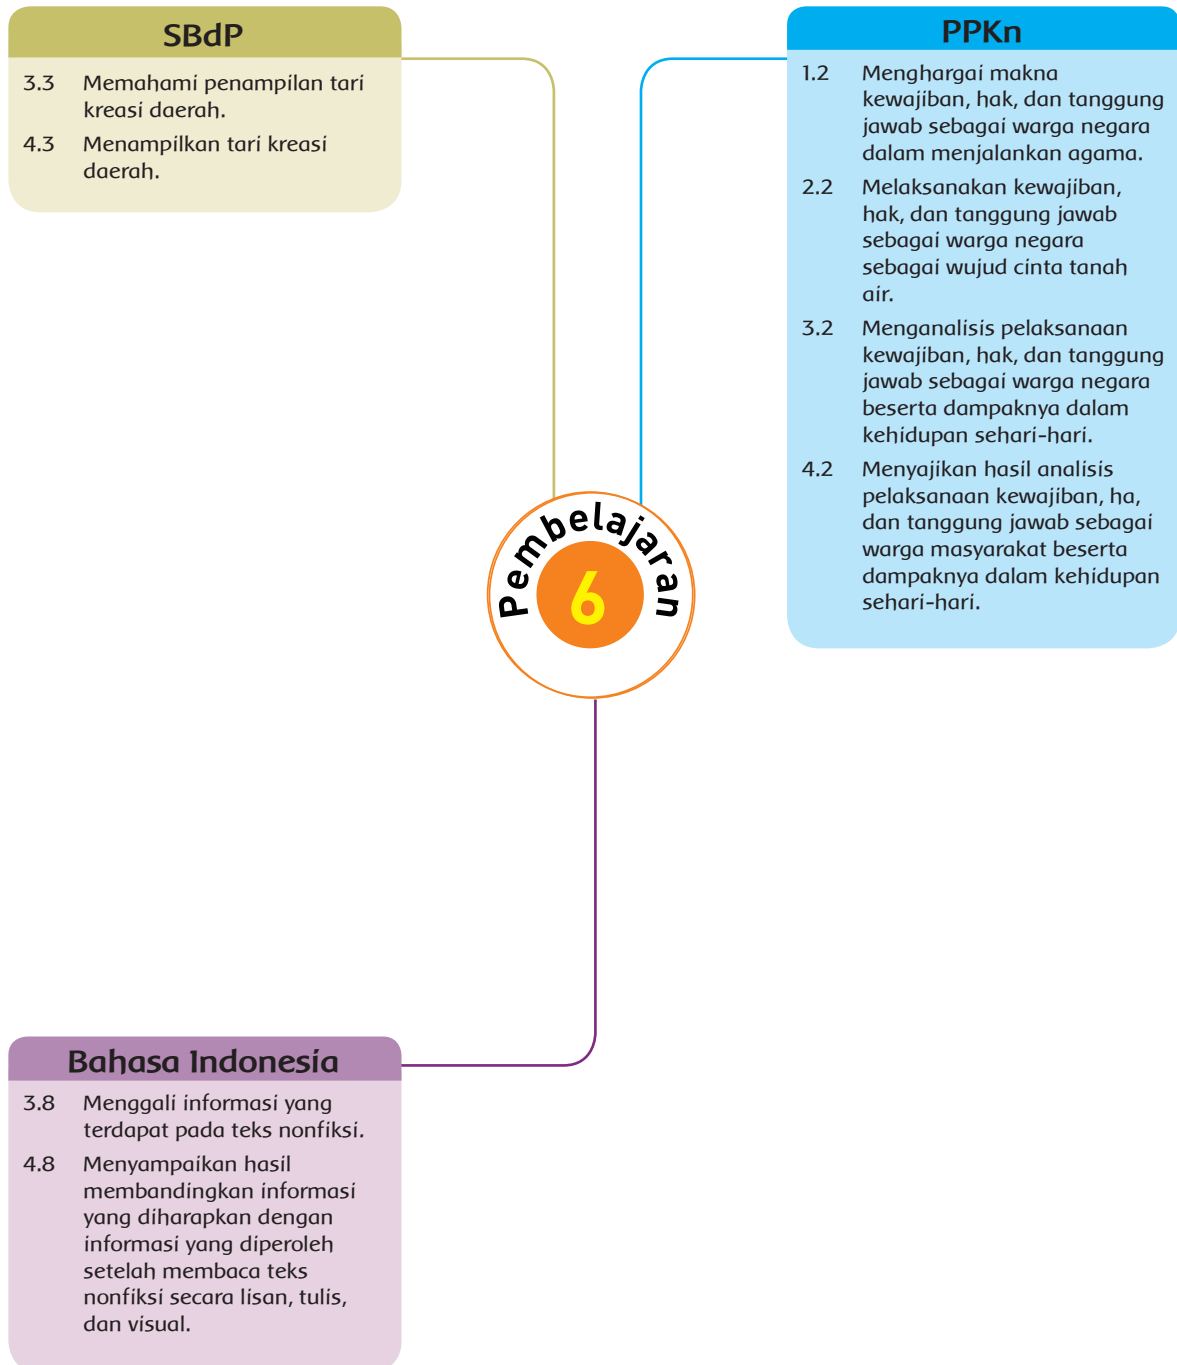 SBdP
3.3 Memahami penampilan tari
kreasi daerah.
4.3 Menampilkan tari kreasi
daerah.
PPKn
1.2 Menghargai makna
kewajiban, hak, dan tanggung
jawab sebagai warga negara
dalam menjalankan agama.
2.2 Melaksanakan kewajiban,
hak, dan tanggung jawab
sebagai warga negara
sebagai wujud cinta tanah
air.
3.2 Menganalisis pelaksanaan
kewajiban, hak, dan tanggung
jawab sebagai warga negara
beserta dampaknya dalam
kehidupan sehari-hari.
4.2 Menyajikan hasil analisis
pelaksanaan kewajiban, ha,
dan tanggung jawab sebagai
warga masyarakat beserta
dampaknya dalam kehidupan
sehari-hari.
Pembelajaran
6
Bahasa Indonesia
3.8 Menggali informasi yang
terdapat pada teks nonfiksi.
4.8 Menyampaikan hasil
membandingkan informasi
yang diharapkan dengan
informasi yang diperoleh
setelah membaca teks
nonfiksi secara lisan, tulis,
dan visual.